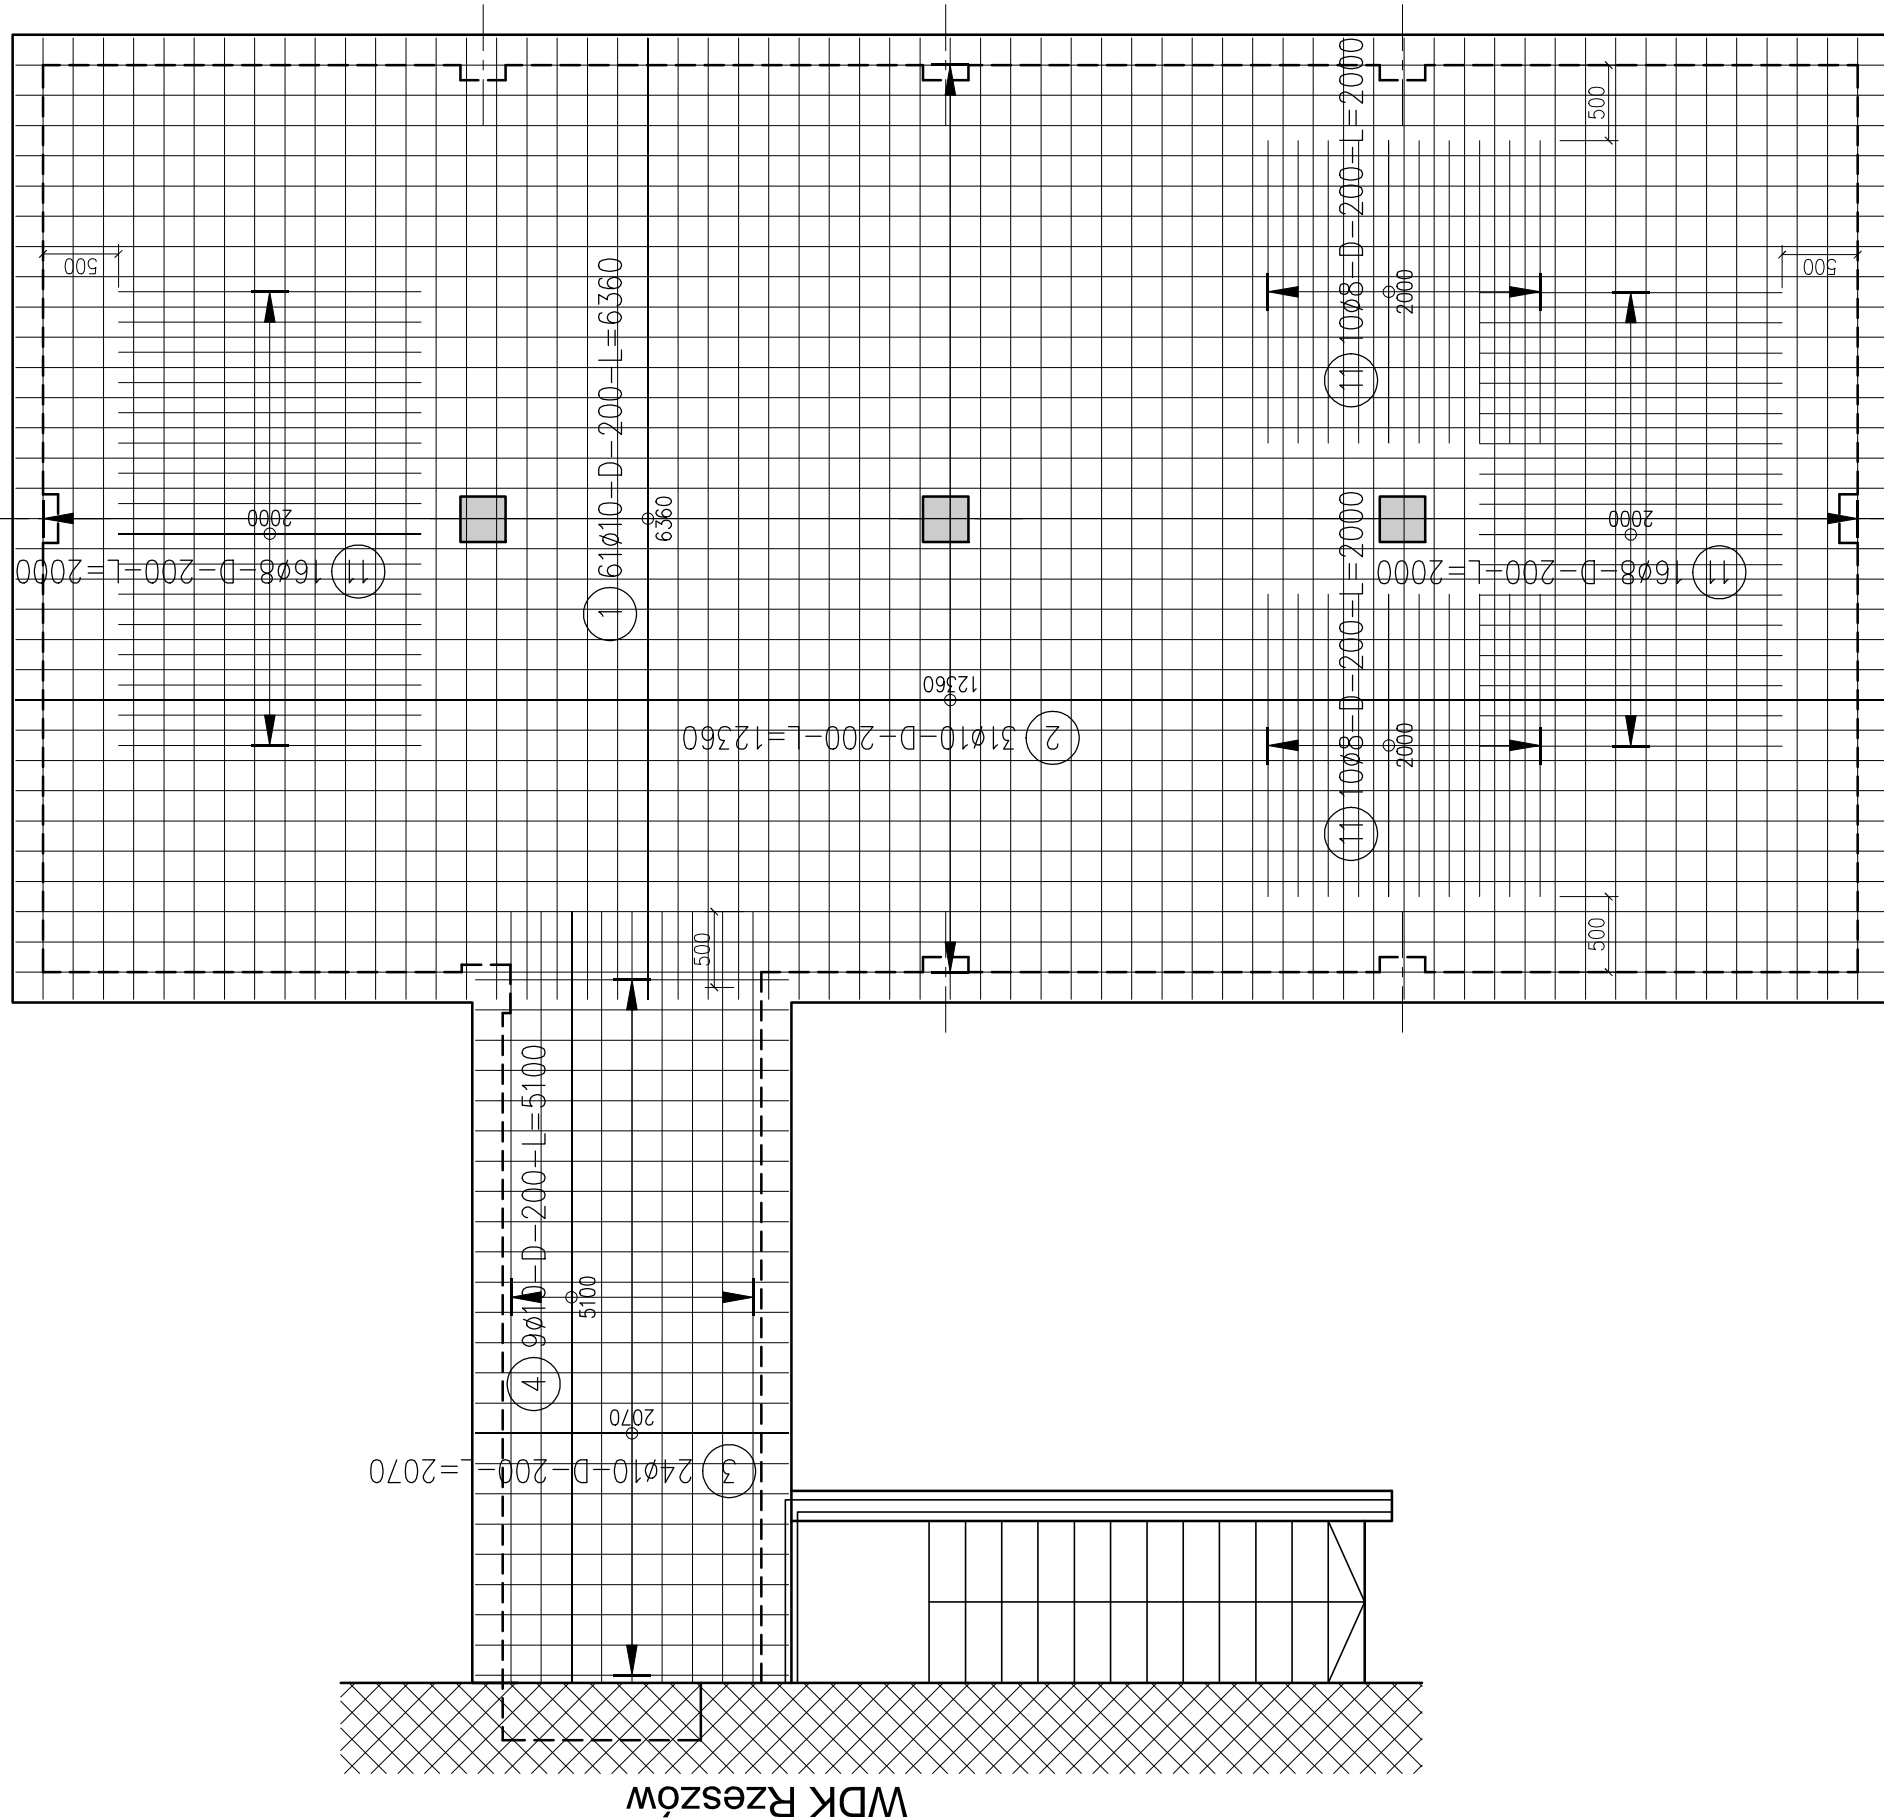 500
500
500
2000
11 16ø8-D-200-L=2000
1 61ø10-D-200-L=6360
6360
11 10ø8-D-200-L=2000
2000
2000
11 16ø8-D-200-L=2000
12360
2 31ø10-D-200-L=12360
11 10ø8-D-200-L=2000
2000
500
500
4 9ø10-D-200-L=5100
5100
2070
3 24ø10-D-200-L=2070
WDK Rzeszów